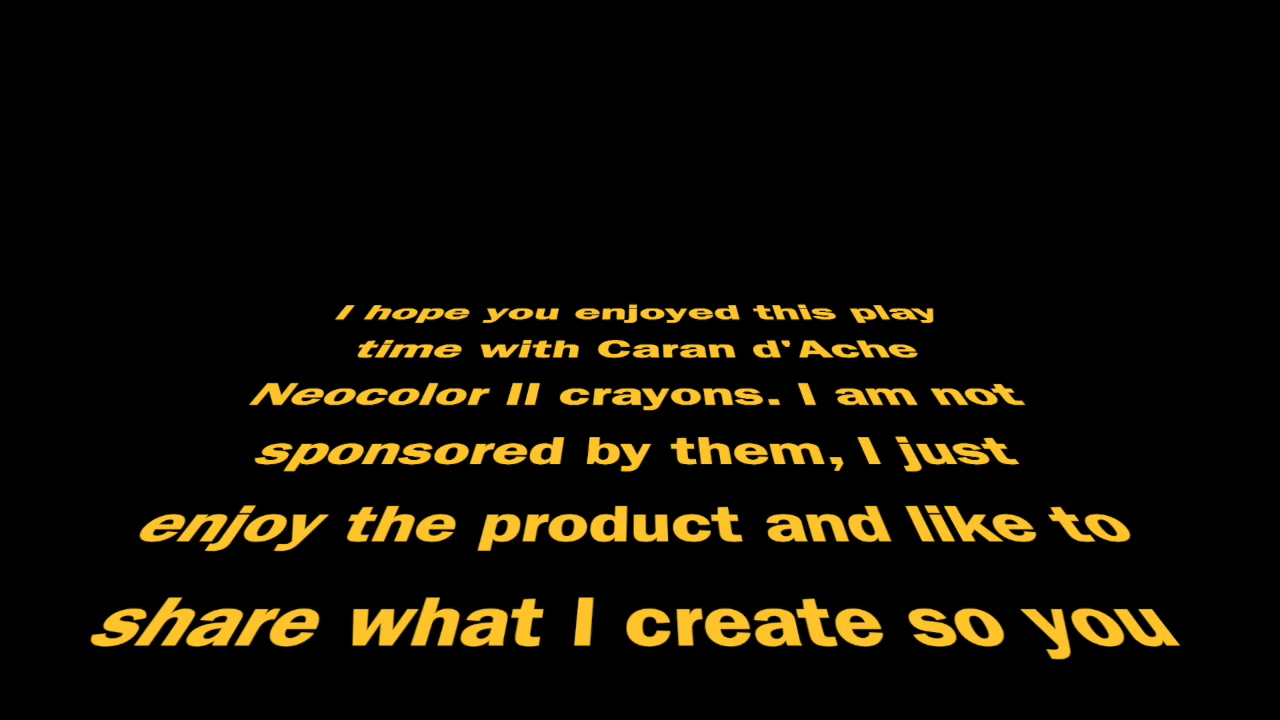 I hope you enjoyed this play
time with Caran d'Ache
Neocolor II crayons. I am not
sponsored by them, I just
enjoy the product and like to
share what I create so you